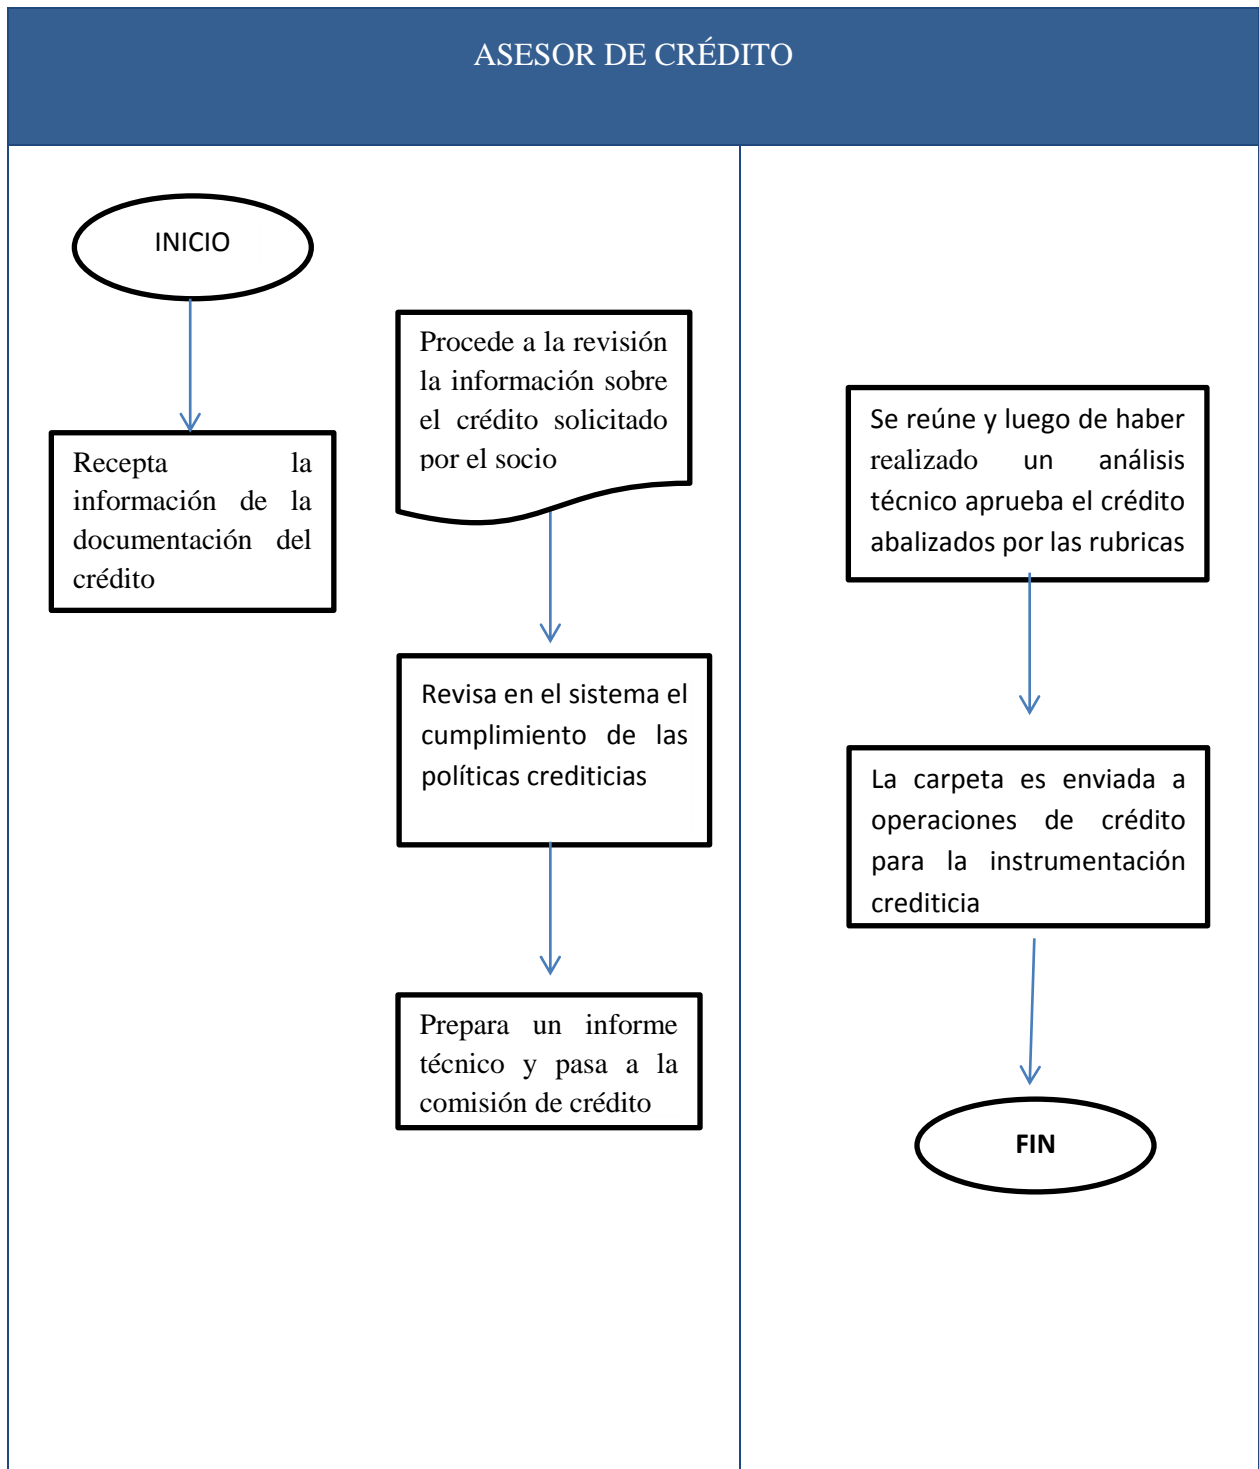 ASESOR DE CRÉDITO
INICIO
Recepta la
información de la
documentación del
crédito
Procede a la revisión
la información sobre
el crédito solicitado
por el socio
Revisa en el sistema el
cumplimiento de las
políticas crediticias
Prepara un informe
técnico y pasa a la
comisión de crédito
Se reúne y luego de haber
realizado un análisis
técnico aprueba el crédito
abalizados por las rubricas
La carpeta es enviada a
operaciones de crédito
para la instrumentación
crediticia
FIN